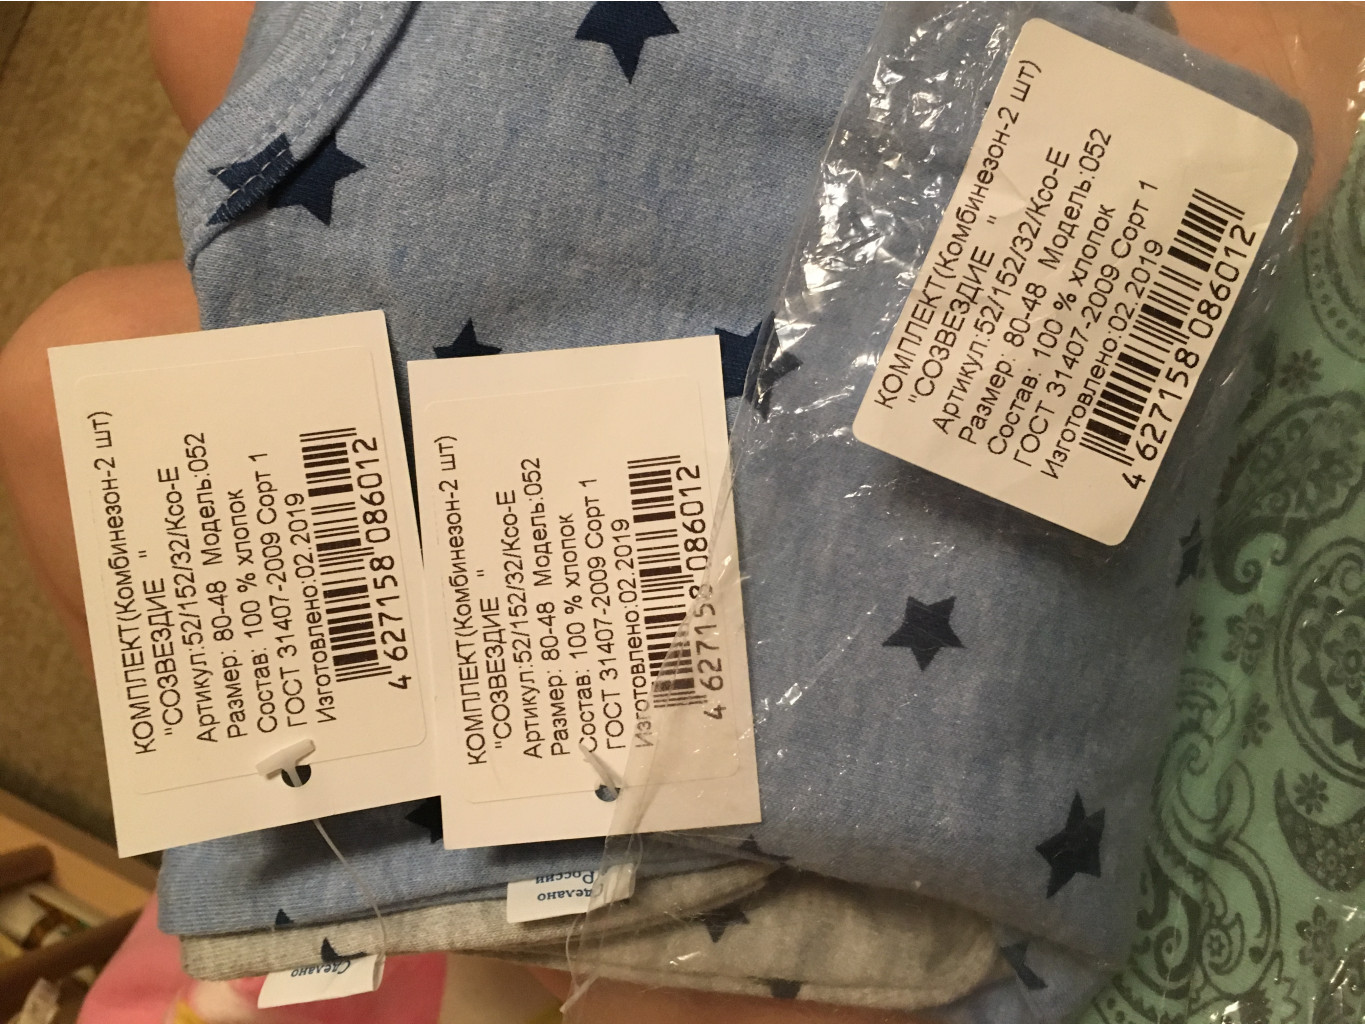 КОМПЛЕКТ(Комбинезон-2 шт)
"СОЗВЕЗДИЕ "
Артикул:52/152/32/Ксо-Е
Размер: 80-48 Модель:052
Состав: 100 % хлопок
ГОСТ 31407-2009 Сорт 1
Изготовлено:02.2019
4 627158 086012
КОМПЛЕКТ(Комбинезон-2 шт)
"СОЗВЕЗДИЕ "
Артикул:52/152/32/Ксо-Е
Размер: 80-48 Модель:052
Состав: 100 % хлопок
ГОСТ 31407-2009 Сорт 1
Изготовлено:02.2019
4 627158 086012
КОМПЛЕКТ(Комбинезон-2 шт)
"СОЗВЕЗДИЕ "
Артикул:52/152/32/Ксо-Е
Размер: 80-48 Модель:052
Состав: 100 % хлопок
ГОСТ 31407-2009 Сорт 1
Изготовлено:02.2019
4 627158 086012
Сделано
России
Сделано